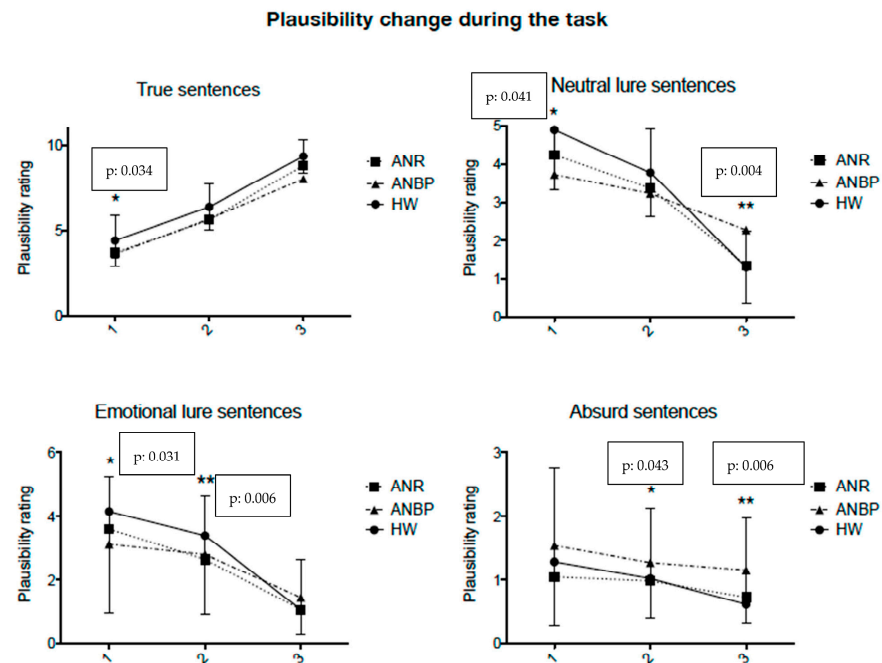 Plausibility change during the task
True sentences
p: 0.034
*
Plausibility rating
10
5
0
1
2
3
ANR
ANBP
HW
Neutral lure sentences
p: 0.041
*
p: 0.004
**
Plausibility rating
5
4
3
2
1
0
1
2
3
ANR
ANBP
HW
Emotional lure sentences
*
p: 0.031
**
p: 0.006
Plausibility rating
6
4
2
0
1
2
3
ANR
ANBP
HW
Absurd sentences
p: 0.043
*
p: 0.006
**
Plausibility rating
3
2
1
0
1
2
3
ANR
ANBP
HW